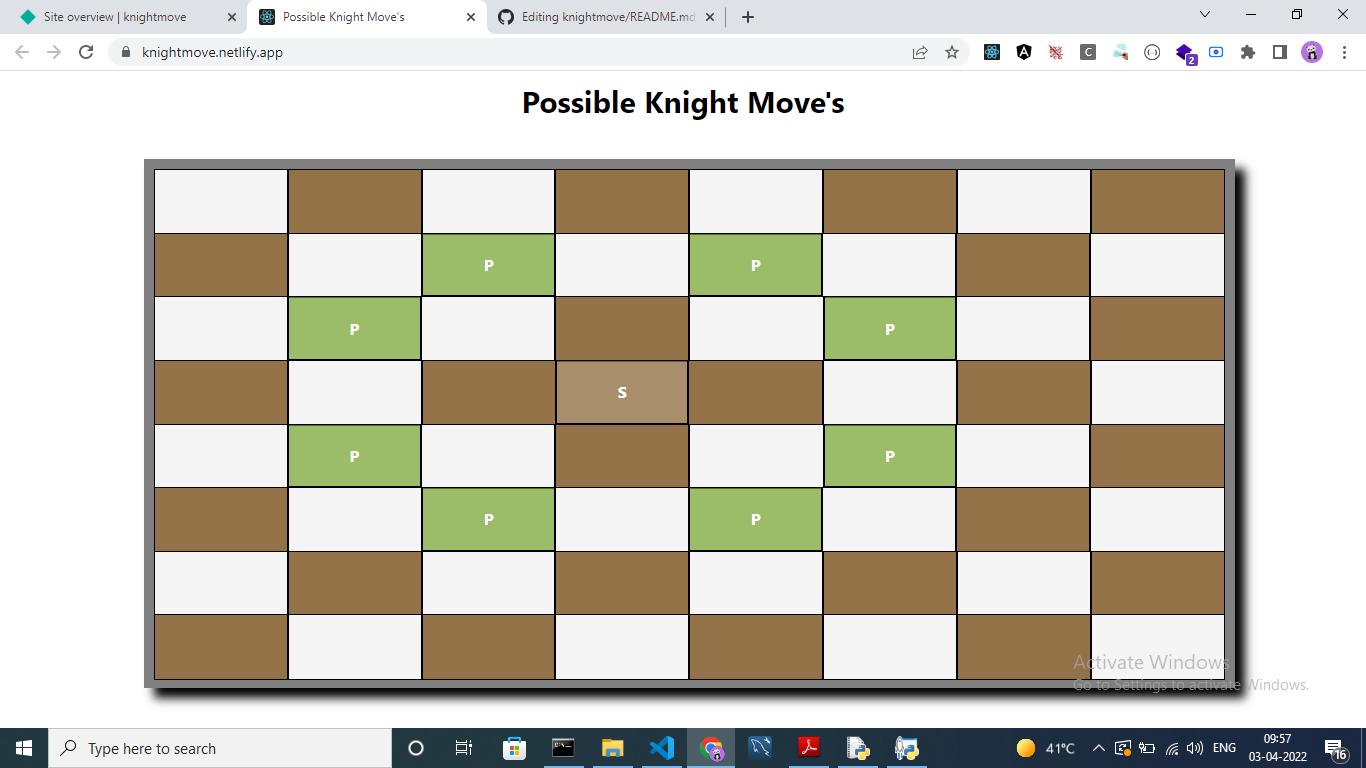 Site overview | knightmove
Possible Knight Move's
Editing knightmove/README.md
knightmove.netlify.app
C
2
Possible Knight Move's
P P
P P
S
P P
P P
Activate Windows
Go to Settings to activate Windows.
Type here to search
41°C
ENG
09:57
03-04-2022
16